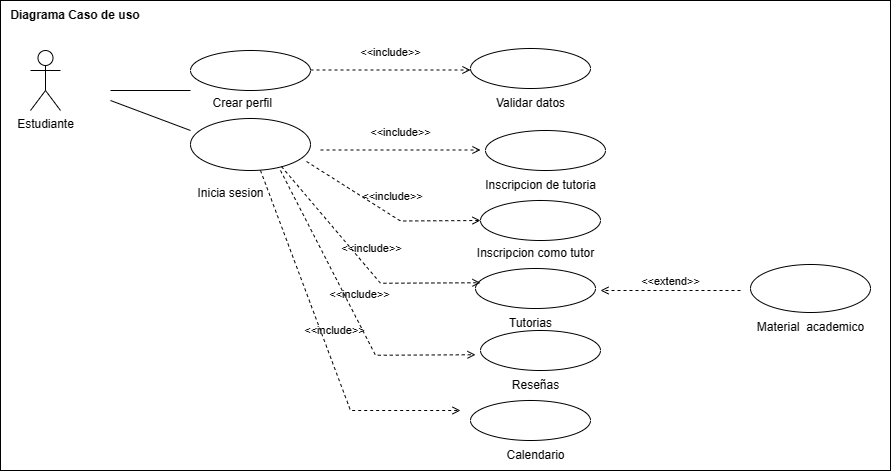 Diagrama Caso de uso
<<include>>
Estudiante
Crear perfil
Validar datos
<<include>>
Inicia sesion
Inscripcion de tutoria
<<include>>
Inscripcion como tutor
<<include>>
<<extend>>
<<include>>
Tutorias
Material academico
<<include>>
Reseñas
Calendario